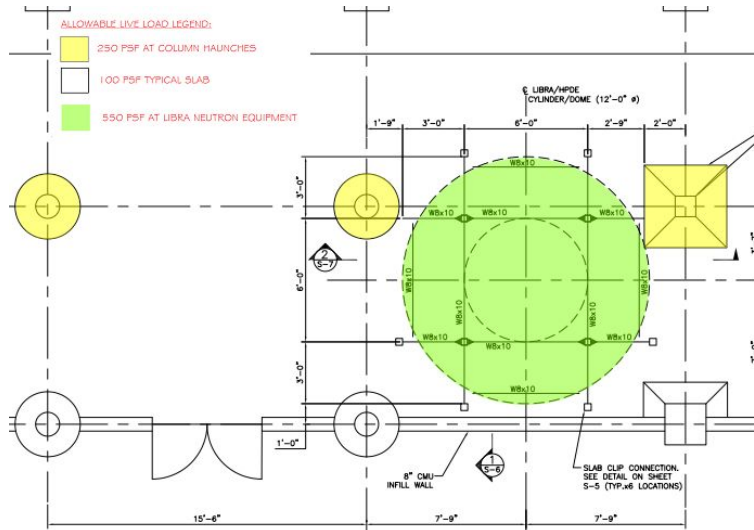 ALLOWABLE LIVE LOAD LEGEND:
250 PSF AT COLUMN HAUNCHES
100 PSF TYPICAL SLAB
550 PSF AT LIBRA NEUTRON EQUIPMENT
℄ LIBRA/HPDE
CYLINDER/DOME (12'-0" ø)
1'-9" 3'-0" 6'-0" 2'-9" 2'-0"
W8x10
3'-0"
W8x10 W8x10 W8x10
2
S-7
6'-0"
W8x10
W8x10
W8x10
W8x10
W8x10 W8x10 W8x10
3'-0"
W8x10
1'-0"
8" CMU
INFILL WALL
1
S-6
SLAB CLIP CONNECTION.
SEE DETAIL ON SHEET
S-5 (TYP.x6 LOCATIONS)
15'-6" 7'-9" 7'-9"